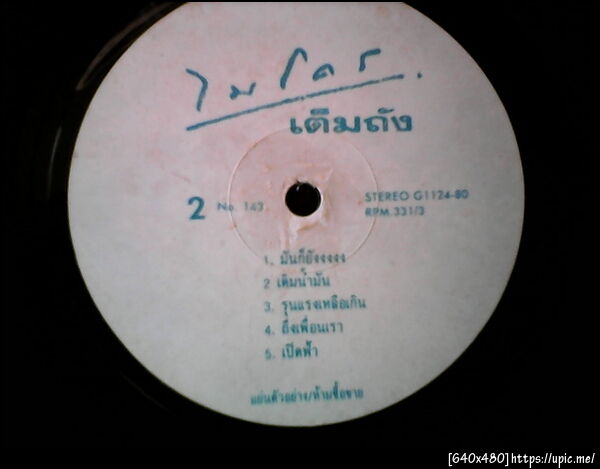 ไมโคร
เติมถัง
2 No. 143 STEREO G1124-80
RPM.331/3
1. มันก็ยังงงงง
2 เติมน้ำมัน
3. รุนแรงเหลือเกิน
4. ถึงเพื่อนเรา
5. เปิดฟ้า
แผ่นตัวอย่าง/ห้ามซื้อขาย
[640x480]https://upic.me/